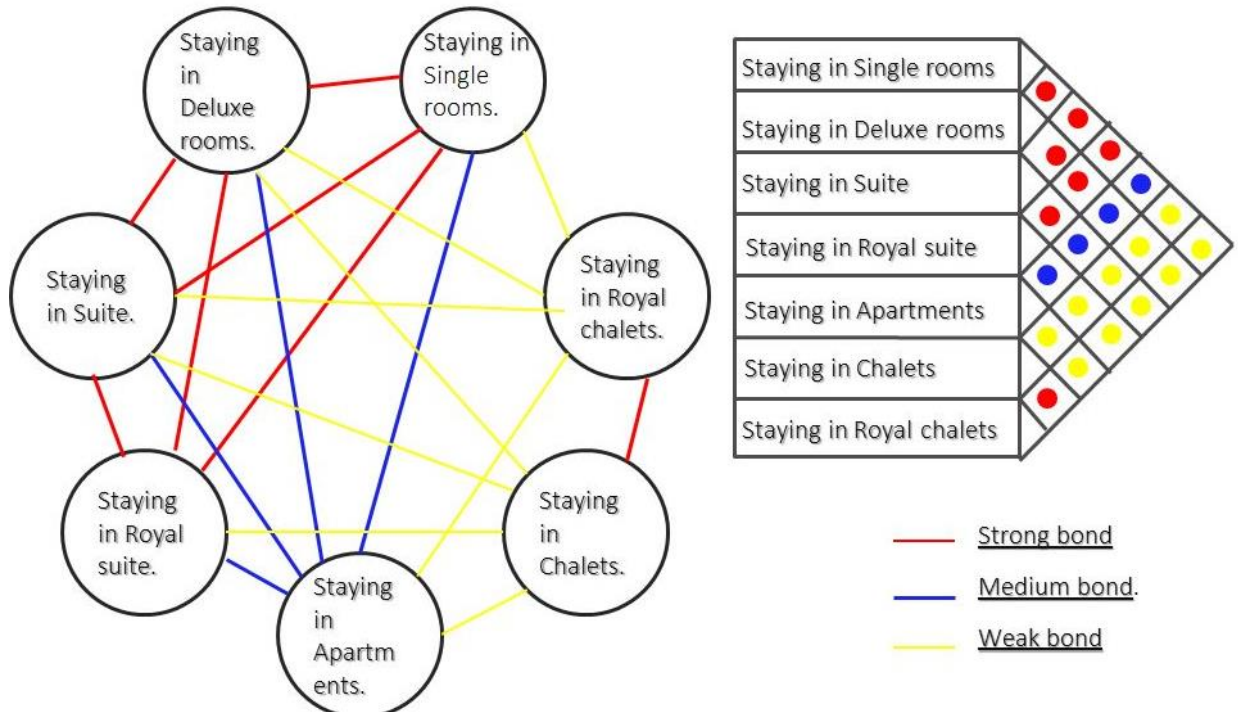 Staying
in
Deluxe
rooms.
Staying in
Single
rooms.
Staying
in Suite.
Staying
in Royal
chalets.
Staying
in Royal
suite.
Staying
in
Chalets.
Staying
in
Apartm
ents.
Staying in Single rooms
Staying in Deluxe rooms
Staying in Suite
Staying in Royal suite
Staying in Apartments
Staying in Chalets
Staying in Royal chalets
Strong bond
Medium bond.
Weak bond